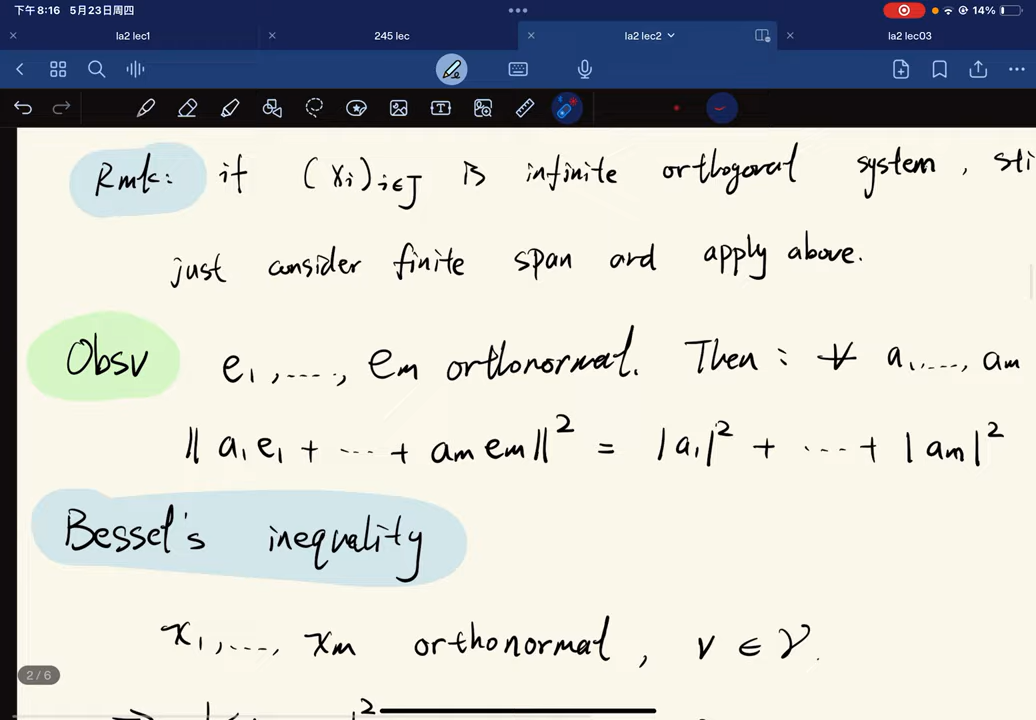 下午8:16 5月23日周四
14%
la2 lec1
245 lec
la2 lec2
la2 lec03
Rmk: if (xi)i∈J is infinite orthogonal system, sti
just consider finite span and apply above.
Obsv e1,...., em orthonormal. Then : ∀ a1,...., am
‖ a1e1 + ... + am em‖² = |a1|² + ... + |am|²
Bessel's inequality
x1,...., xm orthonormal, v ∈ V.
2/6